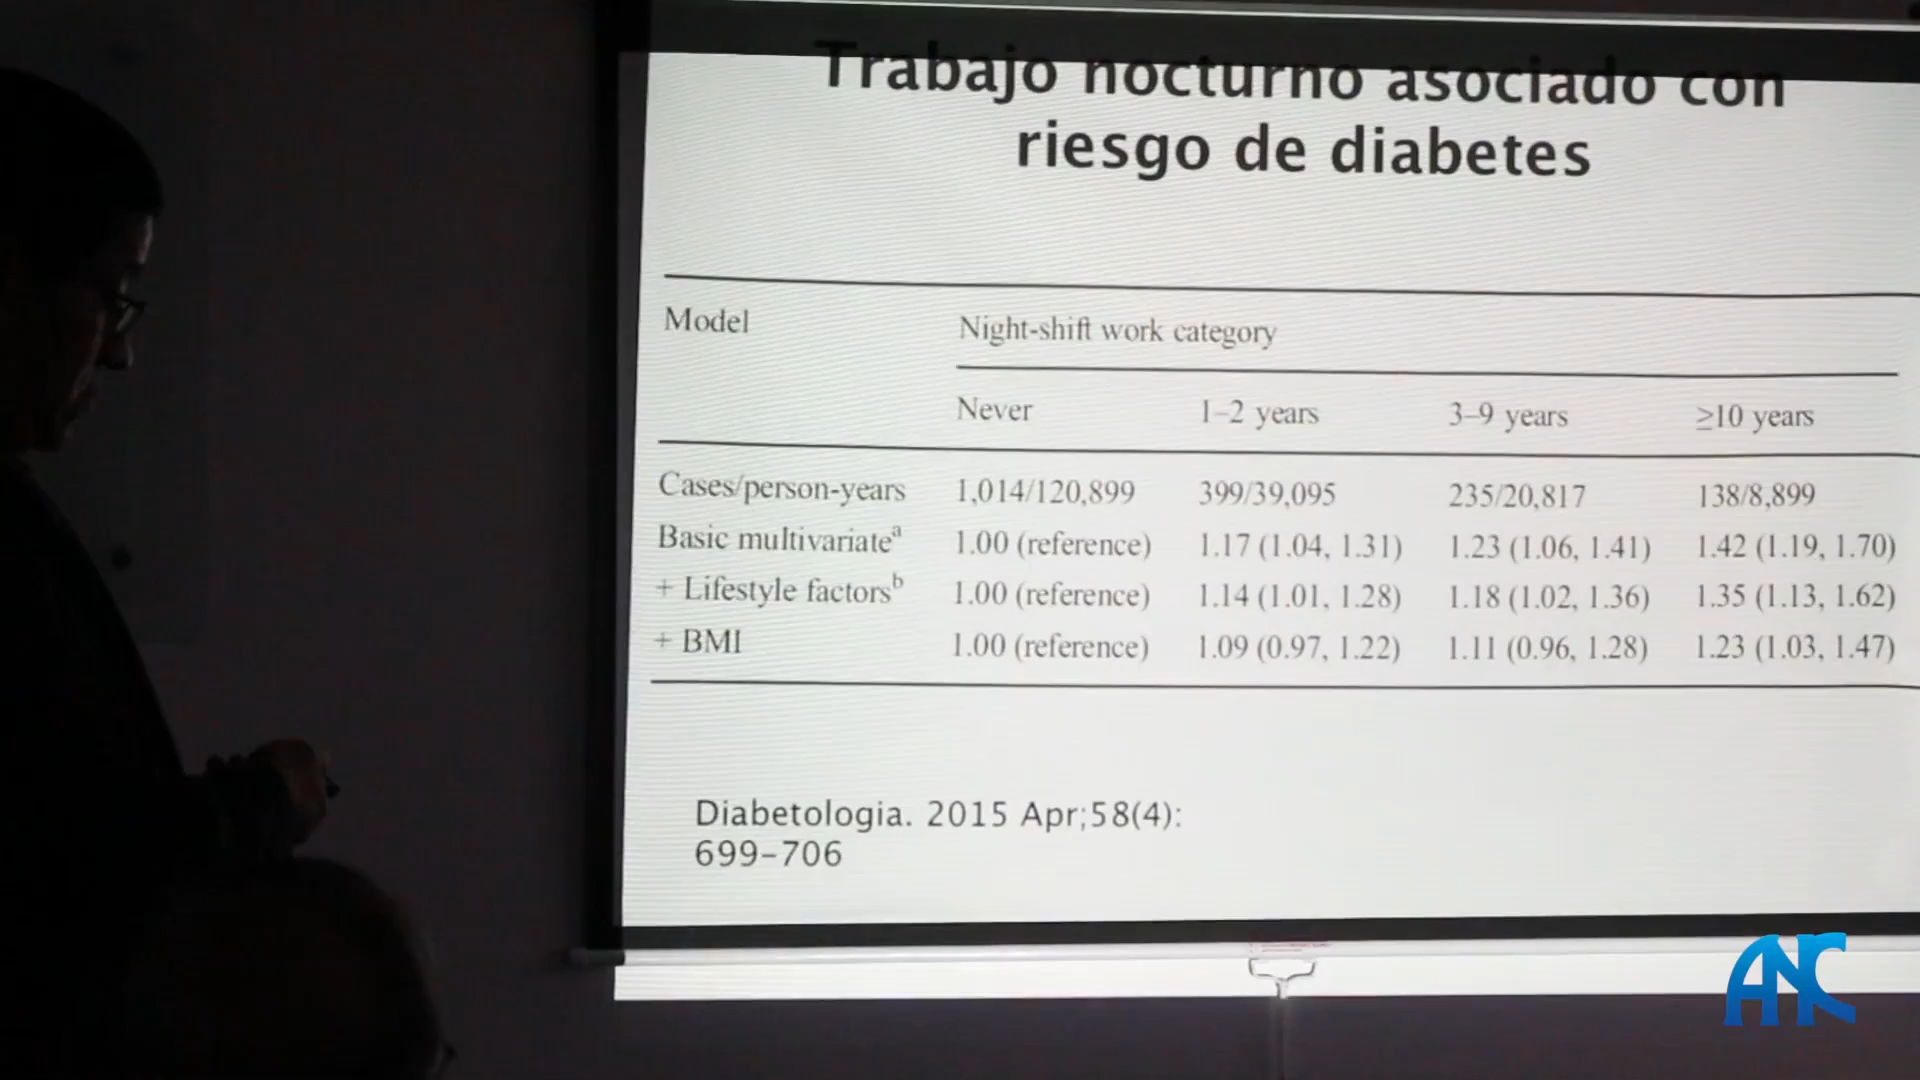 Trabajo nocturno asociado con
riesgo de diabetes
Model Night-shift work category
Never 1–2 years 3–9 years ≥10 years
Cases/person-years 1,014/120,899 399/39,095 235/20,817 138/8,899
Basic multivariateᵃ 1.00 (reference) 1.17 (1.04, 1.31) 1.23 (1.06, 1.41) 1.42 (1.19, 1.70)
+ Lifestyle factorsᵇ 1.00 (reference) 1.14 (1.01, 1.28) 1.18 (1.02, 1.36) 1.35 (1.13, 1.62)
+ BMI 1.00 (reference) 1.09 (0.97, 1.22) 1.11 (0.96, 1.28) 1.23 (1.03, 1.47)
Diabetologia. 2015 Apr;58(4):
699–706
ANC